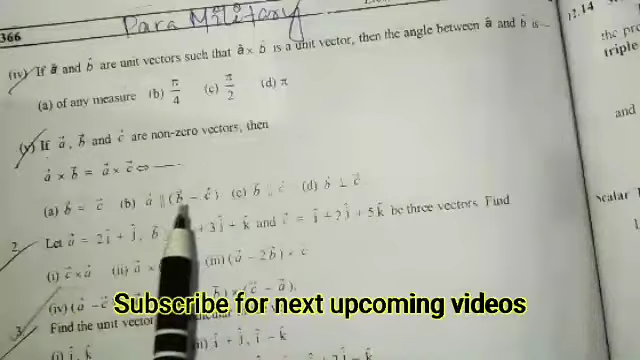 366
Para Military
(iv) If â and b̂ are unit vectors such that â × b̂ is a unit vector, then the angle between â and b̂ is
(a) of any measure (b) π/4 (c) π/2 (d) π
(v) If a⃗, b⃗ and c⃗ are non-zero vectors, then
a⃗ × b⃗ = a⃗ × c⃗ ⇔
(a) b⃗ = c⃗ (b) a⃗ ∥ (b⃗ − c⃗) (c) b⃗ ∥ c⃗ (d) b⃗ ⊥ c⃗
2. Let a⃗ = 2î + ĵ, b⃗ + 3ĵ + k̂ and c⃗ = î + 2ĵ + 5k̂ be three vectors. Find
(i) c⃗ × a⃗ (ii) a⃗ × (iii) (a⃗ − 2b⃗) × c⃗
(iv) (a⃗ − c⃗ b⃗) × (c⃗ − a⃗).
3. Find the unit vector
(i) î, k̂ (ii) î + ĵ, î − k̂
12.14
the pro
triple
and
Scalar T
Subscribe for next upcoming videos